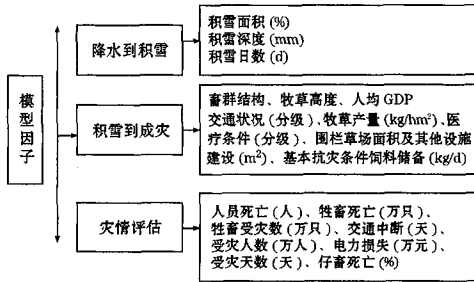 模型因子
降水到积雪
积雪面积 (%)
积雪深度 (mm)
积雪日数 (d)
积雪到成灾
畜群结构、牧草高度、人均 GDP
交通状况 (分级)、牧草产量 (kg/hm²)、医
疗条件 (分级)、围栏草场面积及其他设施
建设 (m²)、基本抗灾条件饲料储备 (kg/d)
灾情评估
人员死亡 (人)、牲畜死亡 (万只)、
牲畜受灾数 (万只)、交通中断 (天)、
受灾人数 (万人)、电力损失 (万元)、
受灾天数 (天)、仔畜死亡 (%)